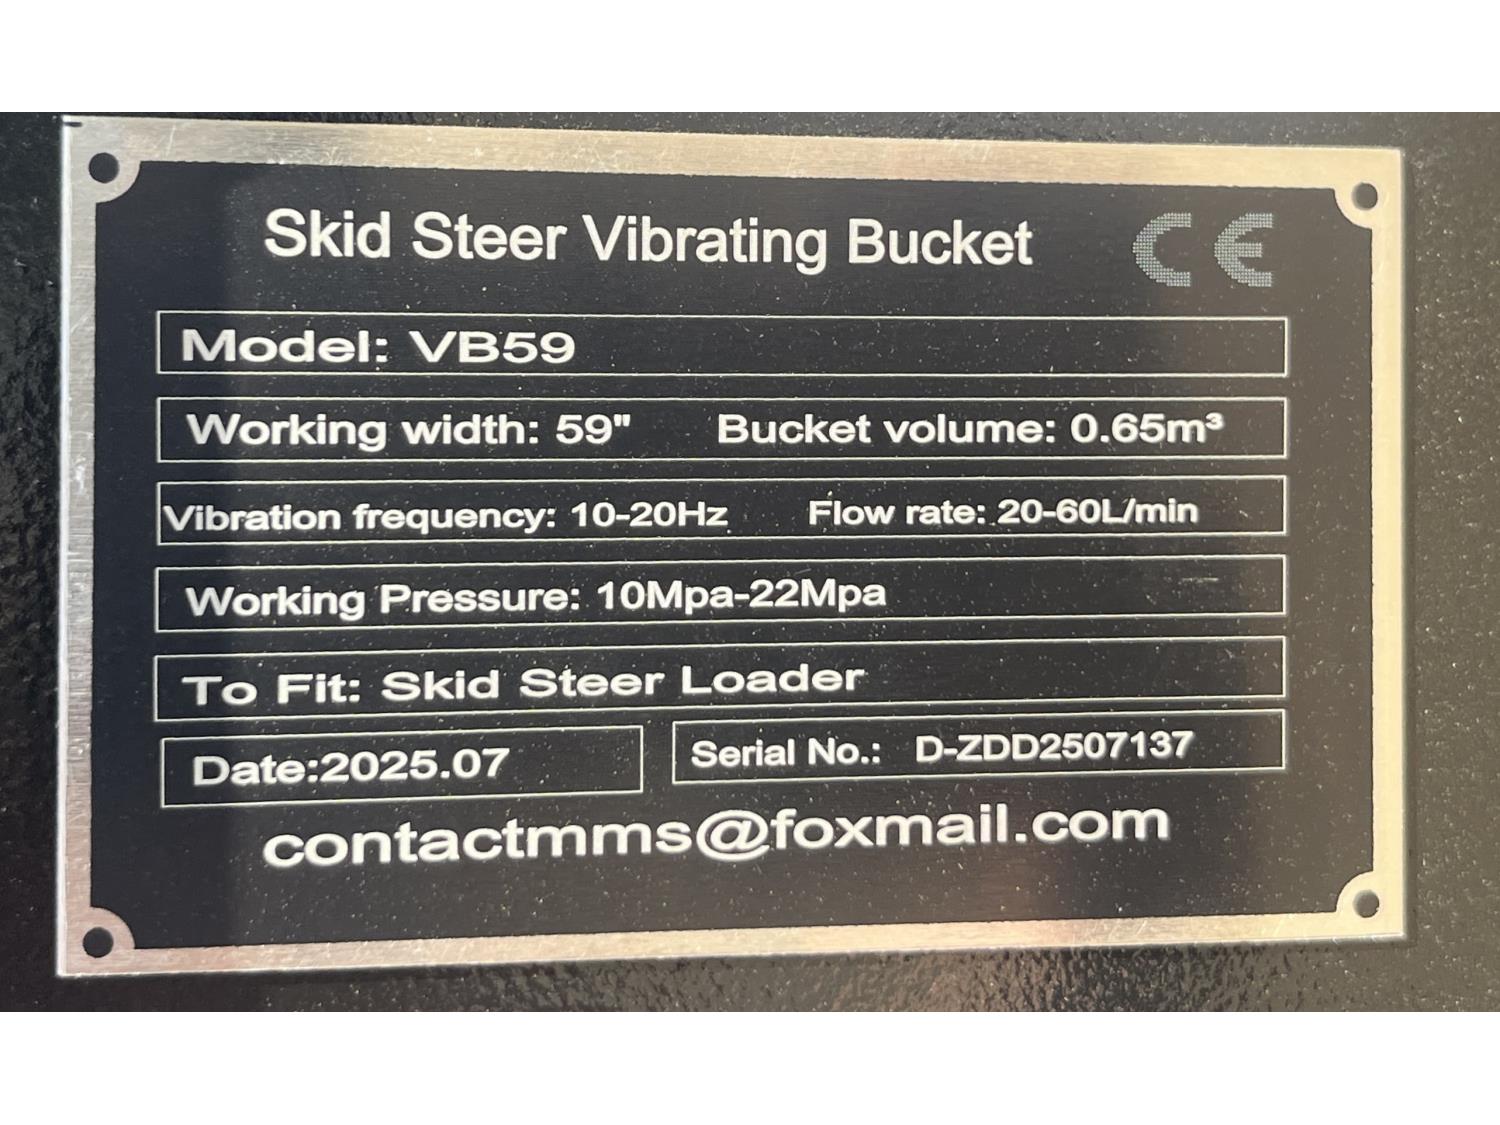 Skid Steer Vibrating Bucket CE
Model: VB59
Working width: 59" Bucket volume: 0.65m³
Vibration frequency: 10-20Hz Flow rate: 20-60L/min
Working Pressure: 10Mpa-22Mpa
To Fit: Skid Steer Loader
Date:2025.07 Serial No.: D-ZDD2507137
contactmms@foxmail.com